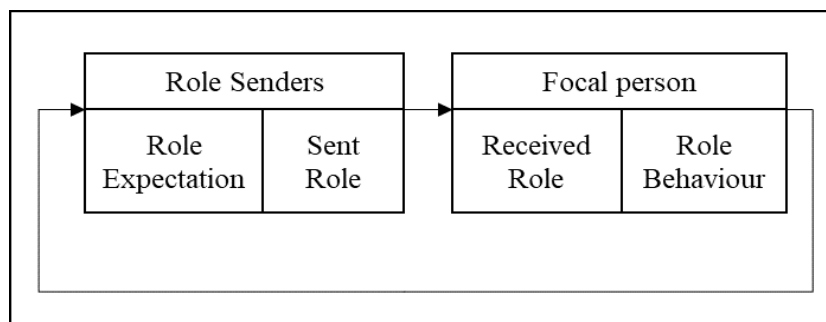 Role Senders
Focal person
Role
Expectation
Sent
Role
Received
Role
Role
Behaviour